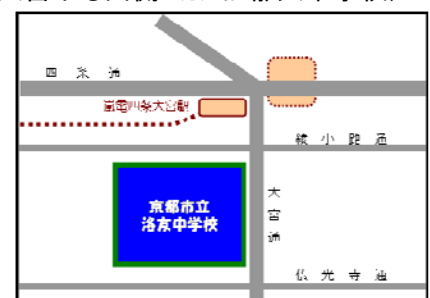 四条通
嵐電四条大宮駅
綾小路通
京都市立
洛友中学校
大宮通
仏光寺通